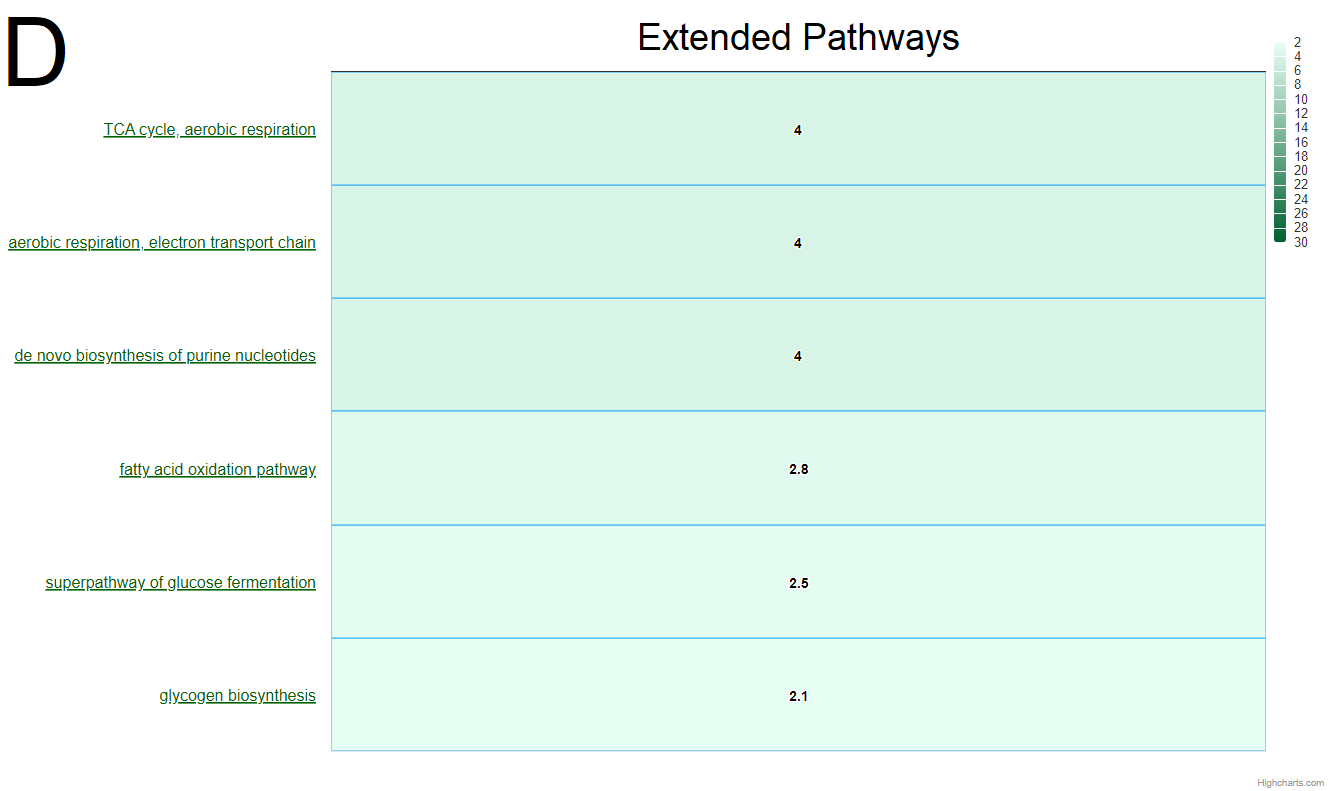 D
Extended Pathways
TCA cycle, aerobic respiration
4
aerobic respiration, electron transport chain
4
de novo biosynthesis of purine nucleotides
4
fatty acid oxidation pathway
2.8
superpathway of glucose fermentation
2.5
glycogen biosynthesis
2.1
2
4
6
8
10
12
14
16
18
20
22
24
26
28
30
Highcharts.com